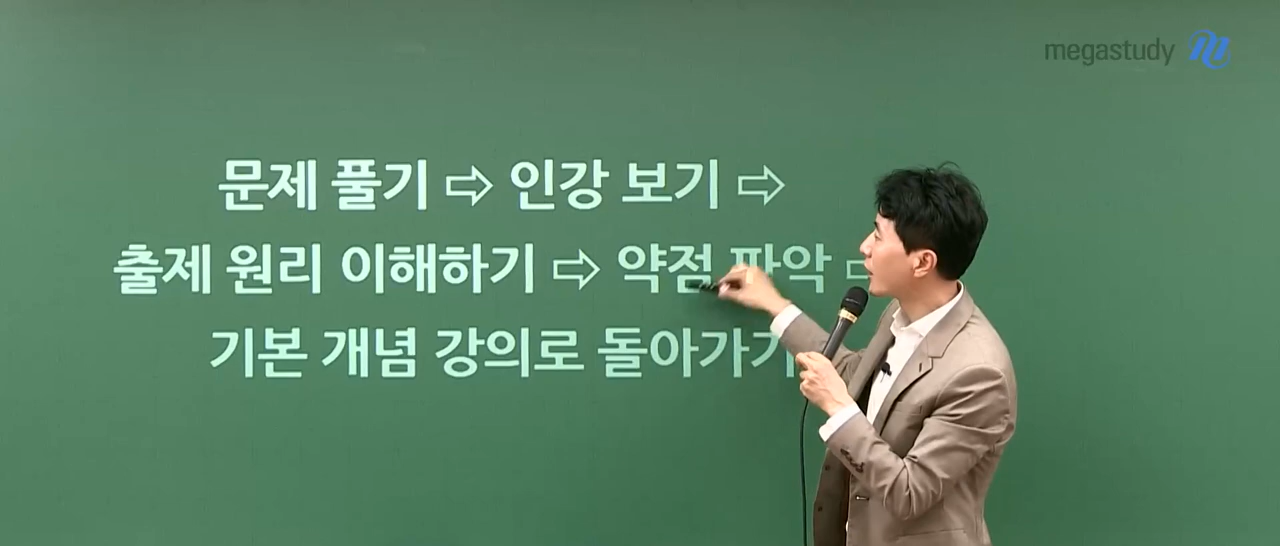 megastudy
문제 풀기 ⇨ 인강 보기 ⇨
출제 원리 이해하기 ⇨ 약점 파악 ⇨
기본 개념 강의로 돌아가기